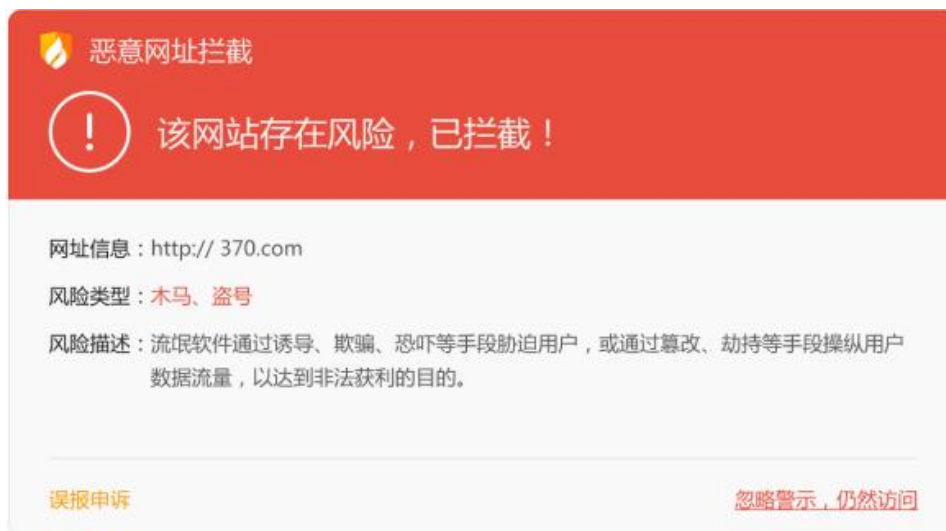 恶意网址拦截
该网站存在风险，已拦截！
网址信息：http:// 370.com
风险类型：木马、盗号
风险描述：流氓软件通过诱导、欺骗、恐吓等手段胁迫用户，或通过篡改、劫持等手段操纵用户
数据流量，以达到非法获利的目的。
误报申诉
忽略警示，仍然访问